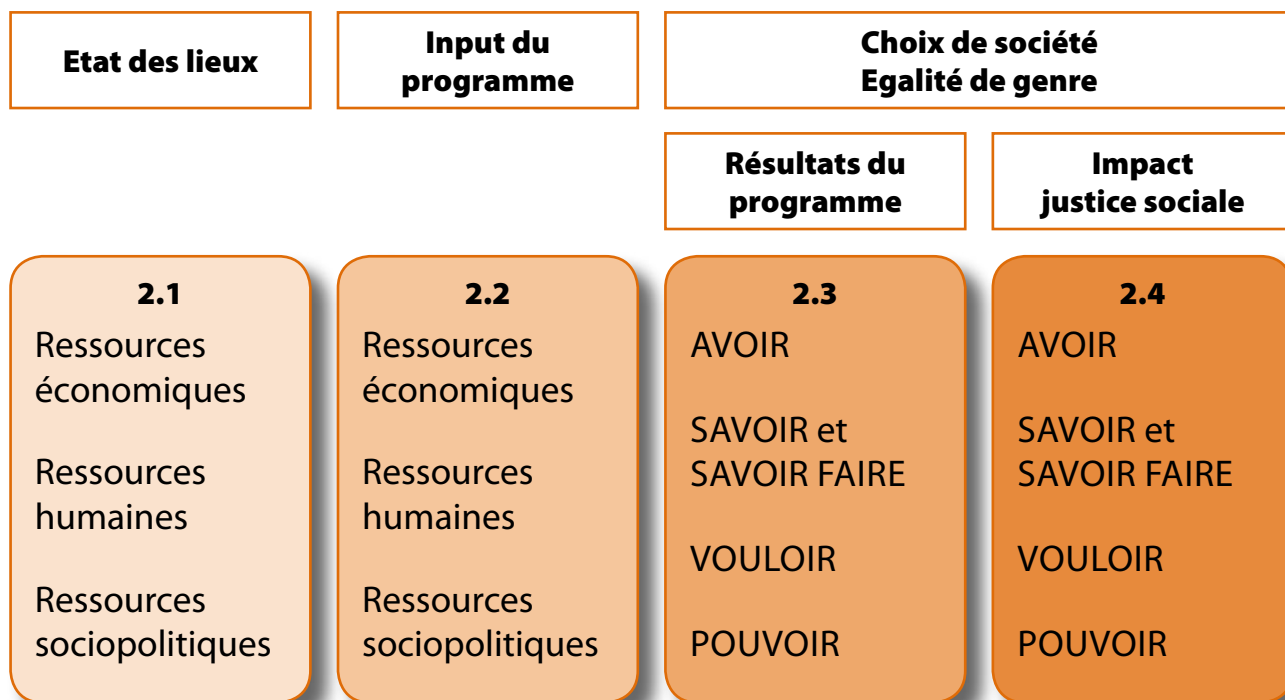 Etat des lieux
Input du
programme
Choix de société
Egalité de genre
Résultats du
programme
Impact
justice sociale
2.1
Ressources
économiques
Ressources
humaines
Ressources
sociopolitiques
2.2
Ressources
économiques
Ressources
humaines
Ressources
sociopolitiques
2.3
AVOIR
SAVOIR et
SAVOIR FAIRE
VOULOIR
POUVOIR
2.4
AVOIR
SAVOIR et
SAVOIR FAIRE
VOULOIR
POUVOIR